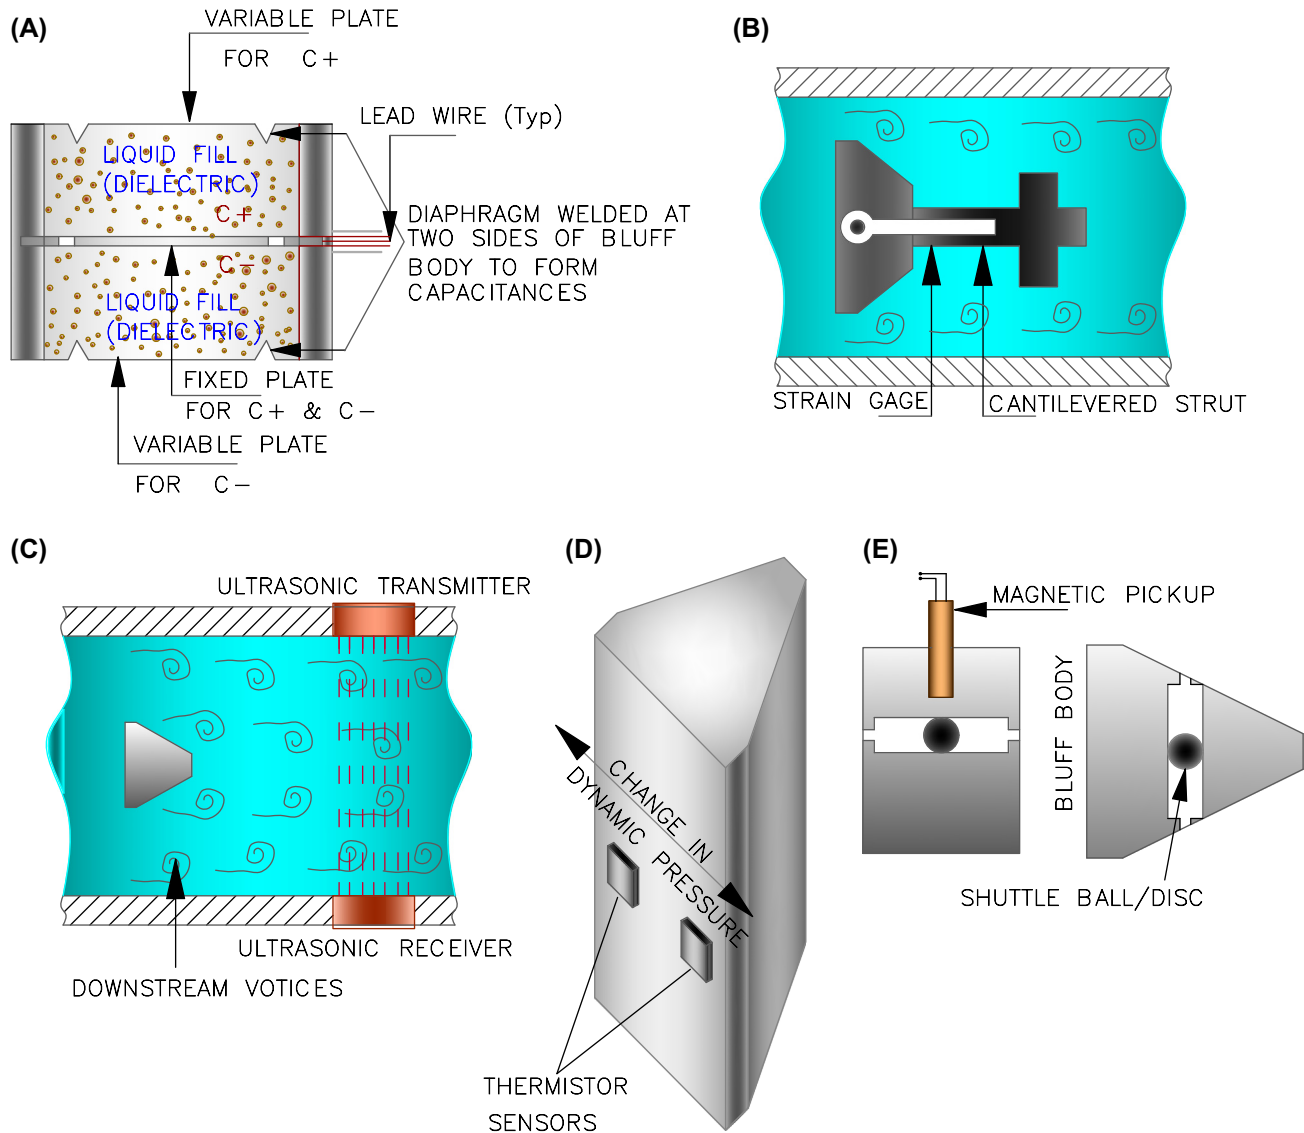 (A)
VARIABLE PLATE
FOR C+
LEAD WIRE (Typ)
LIQUID FILL
(DIELECTRIC)
C+
DIAPHRAGM WELDED AT
TWO SIDES OF BLUFF
BODY TO FORM
CAPACITANCES
C-
LIQUID FILL
(DIELECTRIC)
FIXED PLATE
FOR C+ & C-
VARIABLE PLATE
FOR C-
(B)
STRAIN GAGE
CANTILEVERED STRUT
(C)
ULTRASONIC TRANSMITTER
ULTRASONIC RECEIVER
DOWNSTREAM VOTICES
(D)
CHANGE IN
DYNAMIC PRESSURE
THERMISTOR
SENSORS
(E)
MAGNETIC PICKUP
BLUFF BODY
SHUTTLE BALL/DISC